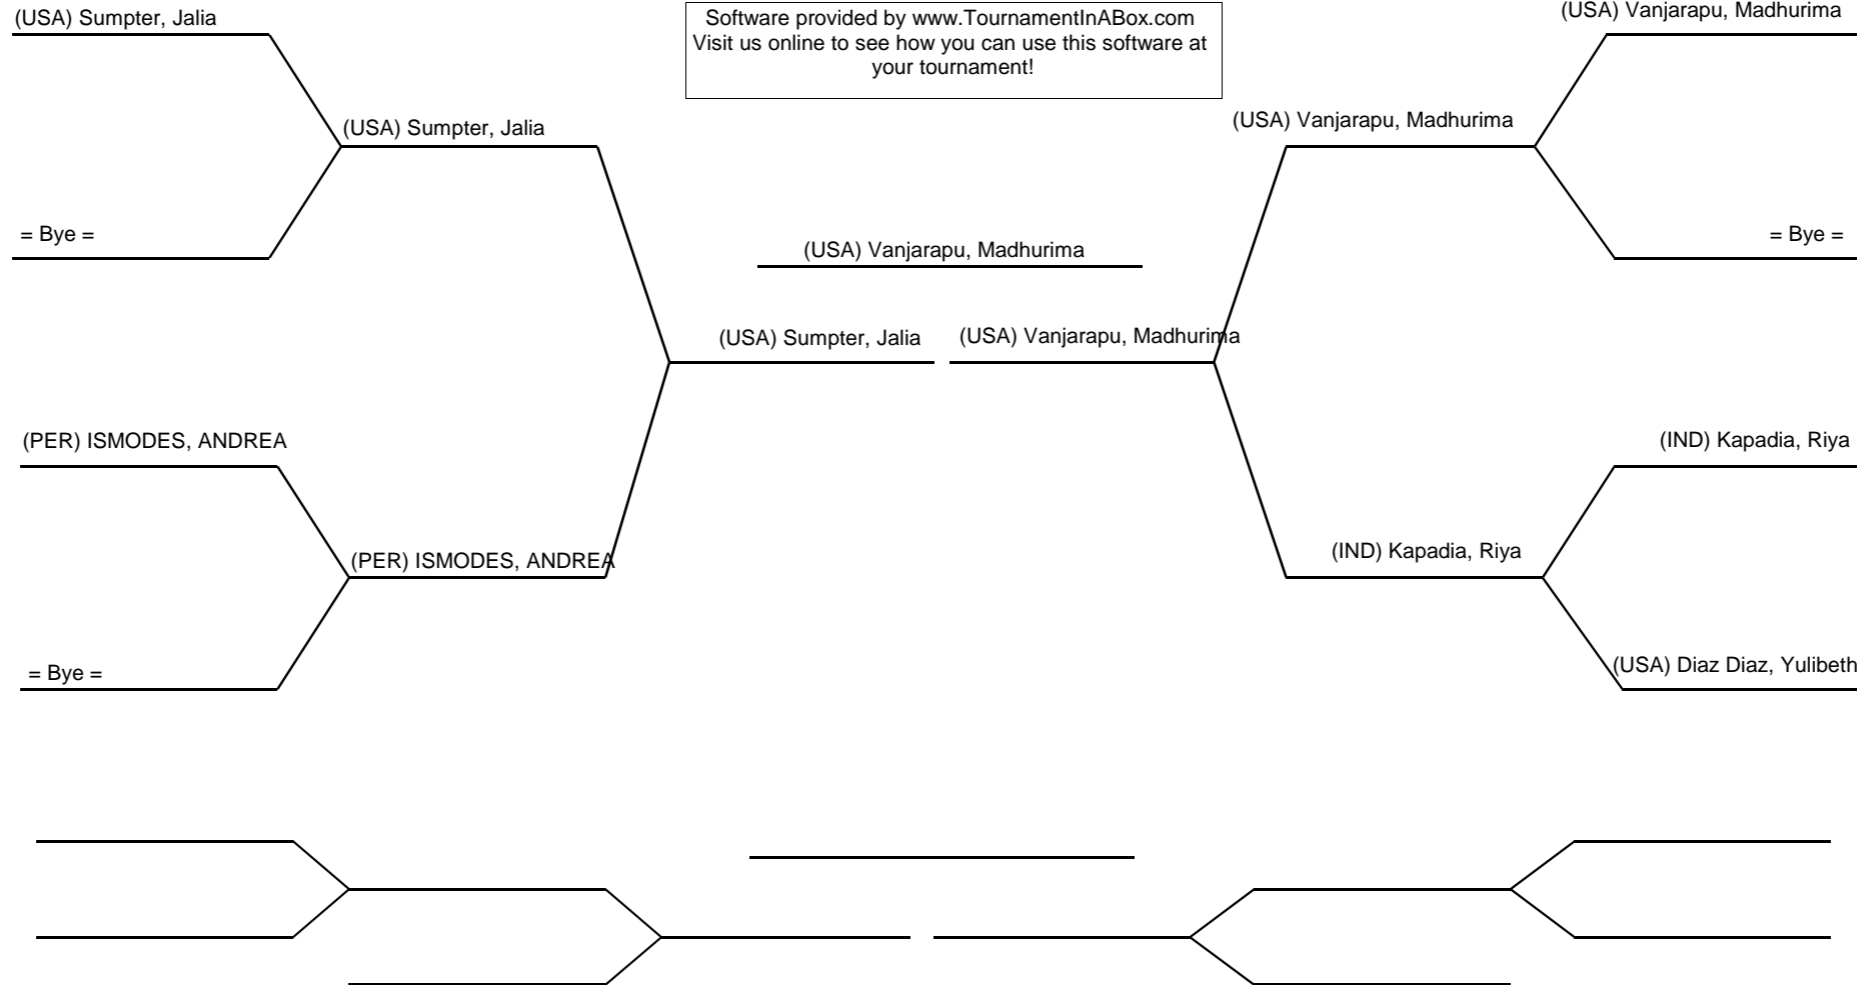 (USA) Sumpter, Jalia
Software provided by www.TournamentInABox.com
Visit us online to see how you can use this software at
your tournament!
(USA) Vanjarapu, Madhurima
(USA) Sumpter, Jalia
(USA) Vanjarapu, Madhurima
= Bye =
(USA) Vanjarapu, Madhurima
= Bye =
(USA) Sumpter, Jalia
(USA) Vanjarapu, Madhurima
(PER) ISMODES, ANDREA
(IND) Kapadia, Riya
(PER) ISMODES, ANDREA
(IND) Kapadia, Riya
= Bye =
(USA) Diaz Diaz, Yulibeth